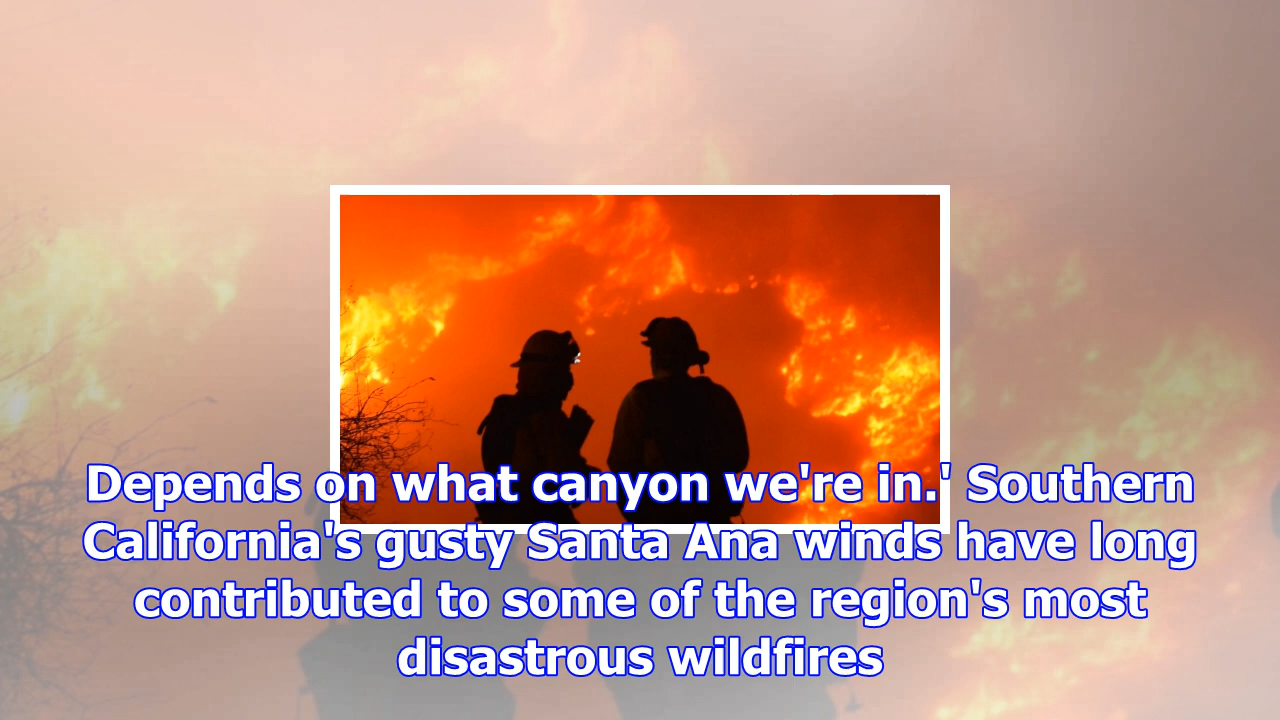 Depends on what canyon we're in.' Southern
California's gusty Santa Ana winds have long
contributed to some of the region's most
disastrous wildfires